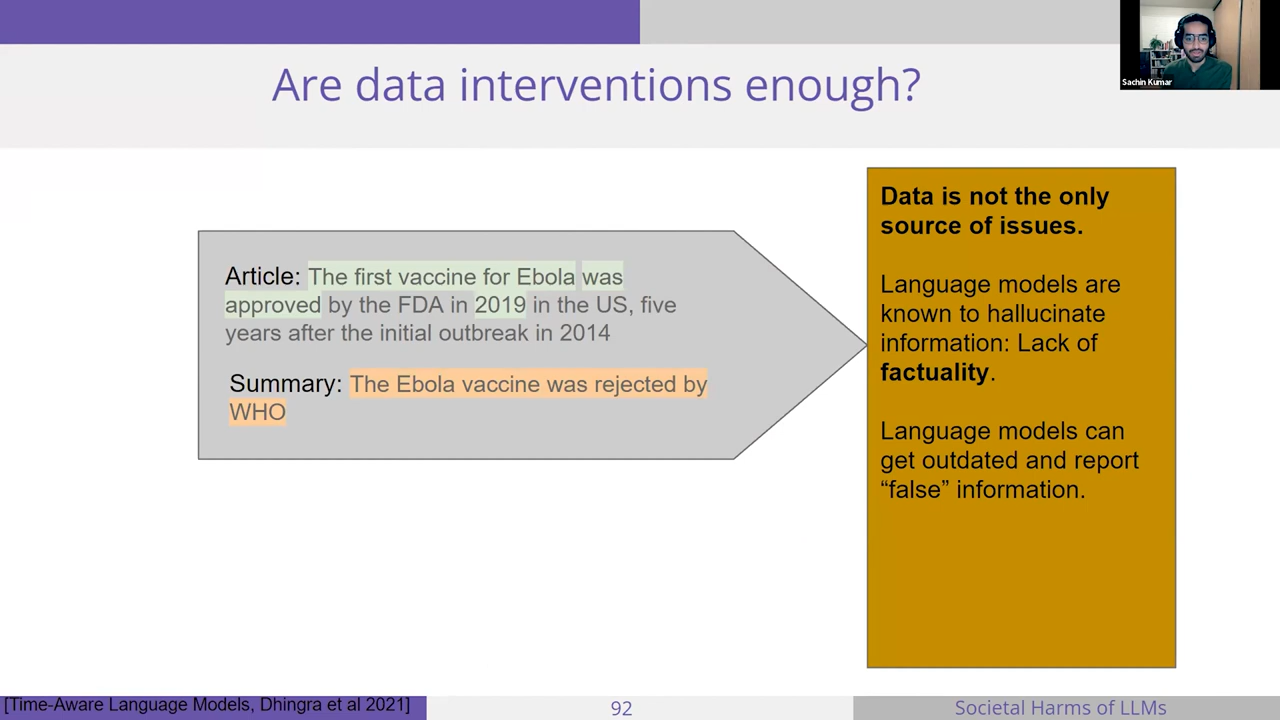 Sachin Kumar
Are data interventions enough?
Article: The first vaccine for Ebola was
approved by the FDA in 2019 in the US, five
years after the initial outbreak in 2014
Summary: The Ebola vaccine was rejected by
WHO
Data is not the only
source of issues.
Language models are
known to hallucinate
information: Lack of
factuality.
Language models can
get outdated and report
“false” information.
[Time-Aware Language Models, Dhingra et al 2021]
92
Societal Harms of LLMs